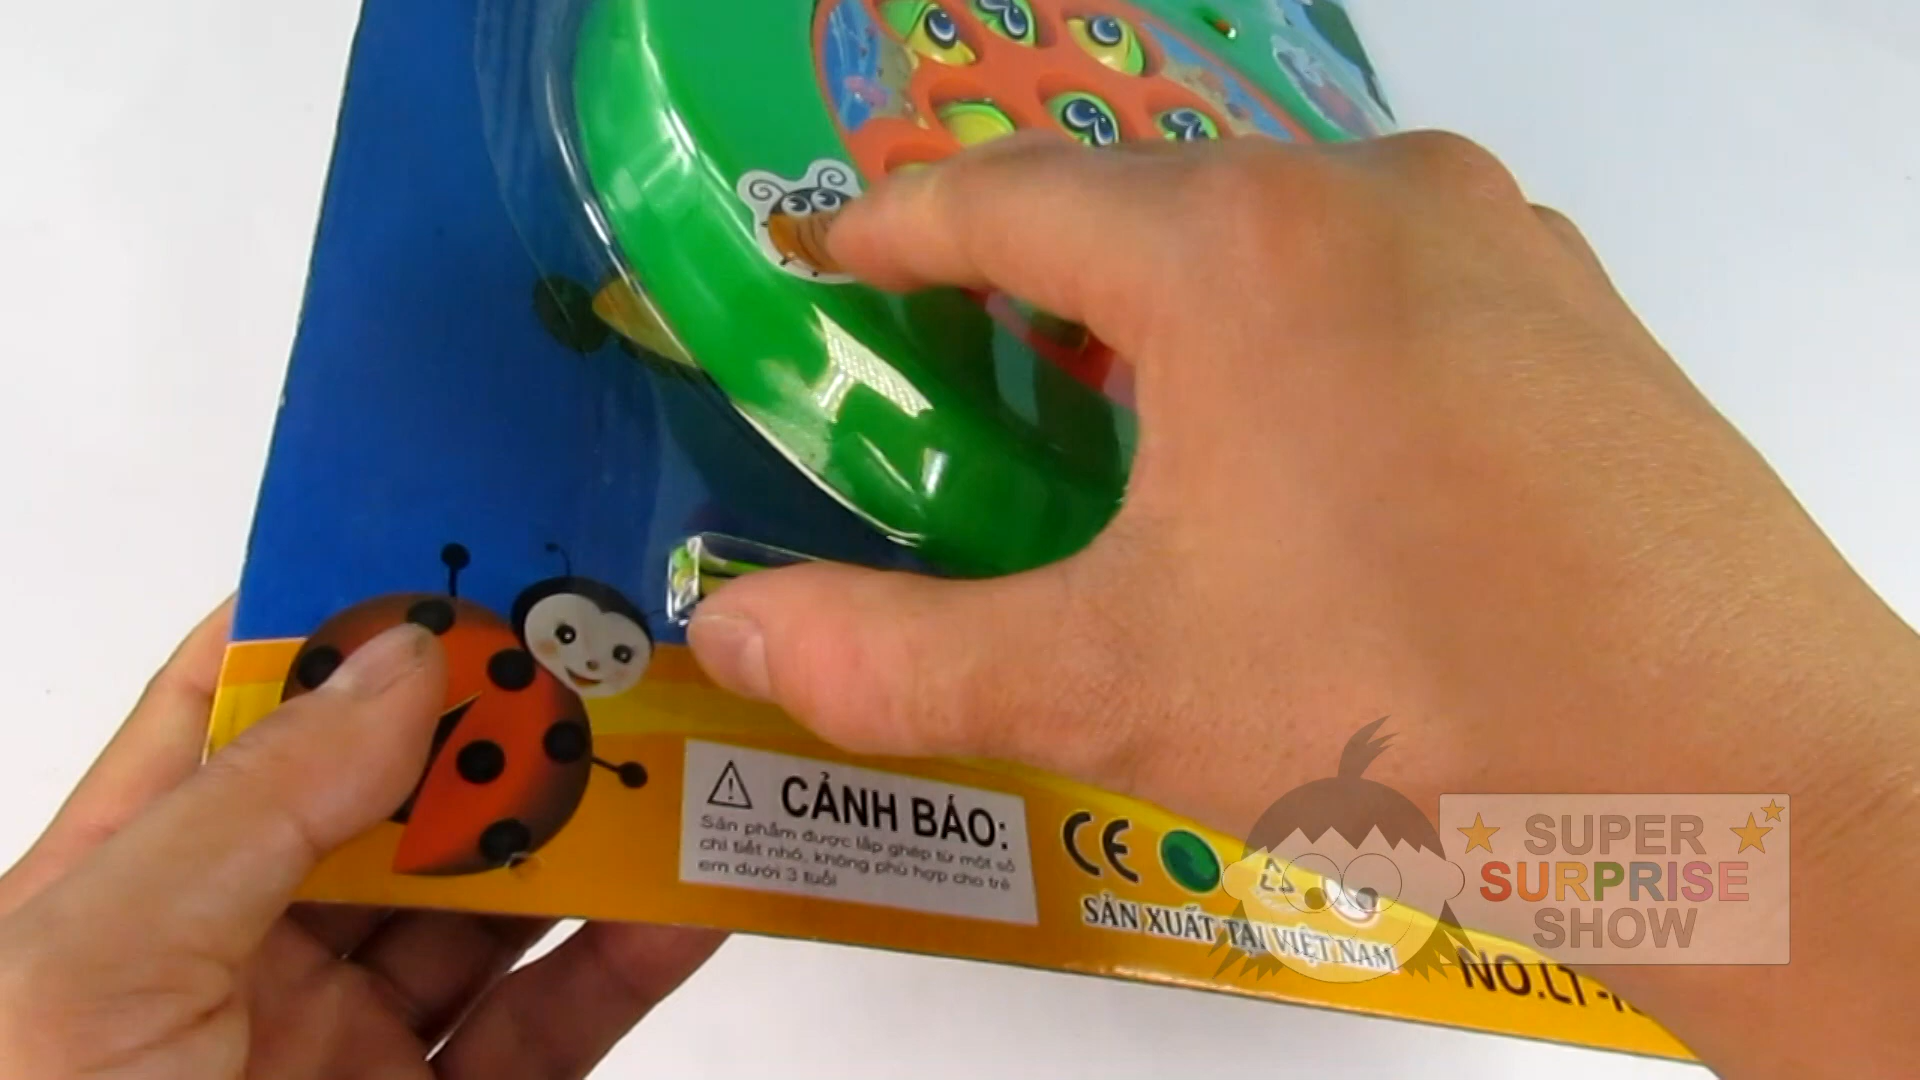 CẢNH BÁO:
Sản phẩm được lắp ghép từ một số
chi tiết nhỏ, không phù hợp cho trẻ
em dưới 3 tuổi
CE
SẢN XUẤT TẠI VIỆT NAM
NO.LT
SUPER
SURPRISE
SHOW